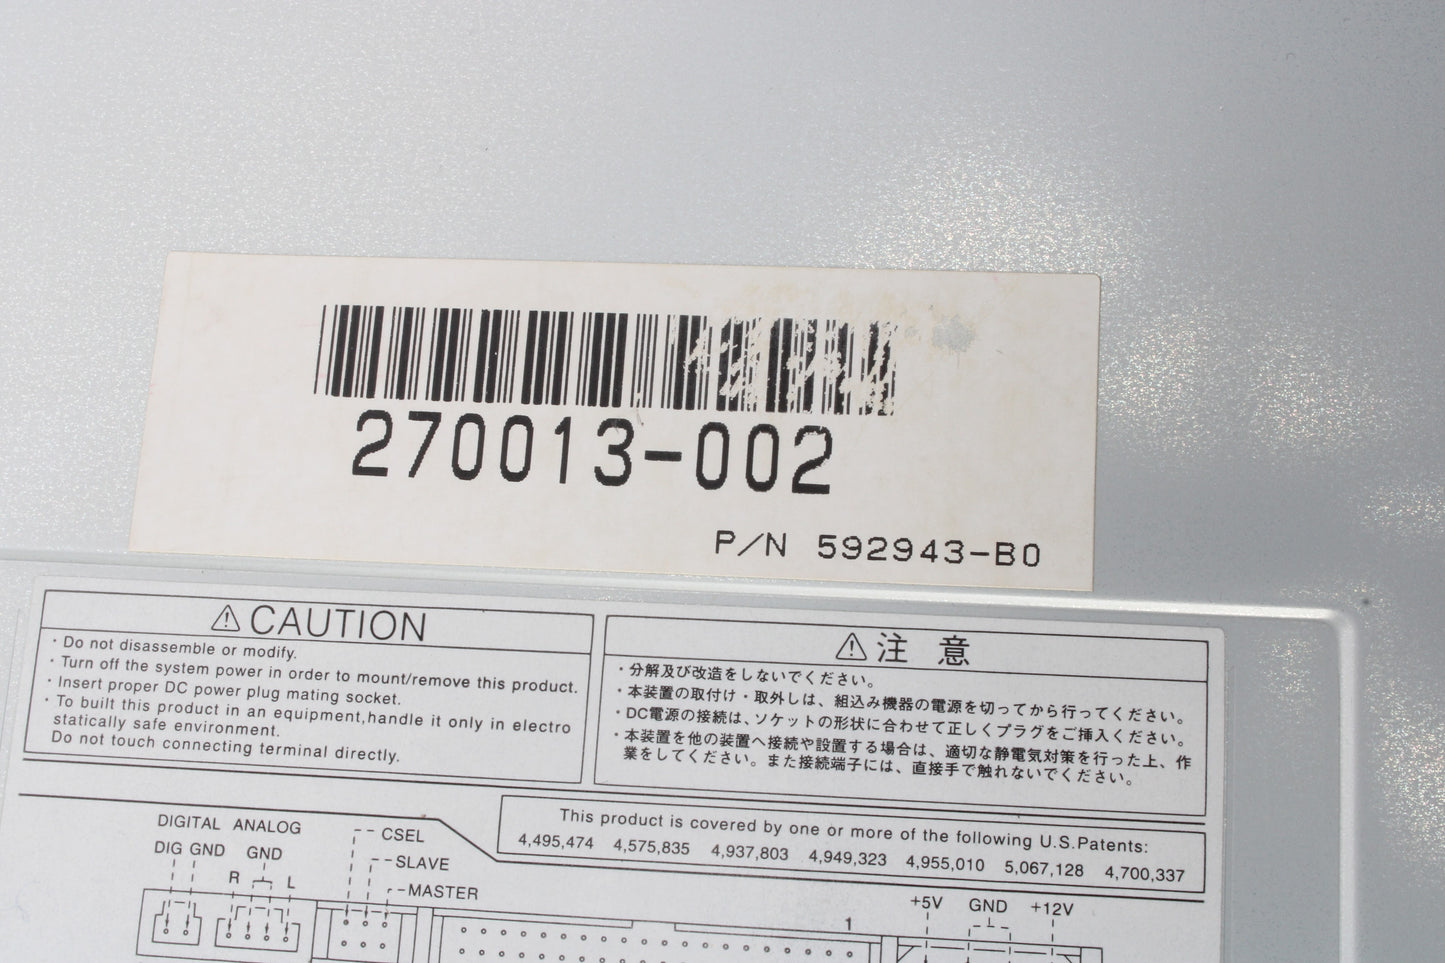 270013-002
P/N 592943-B0
⚠CAUTION
・Do not disassemble or modify.
・Turn off the system power in order to mount/remove this product.
・Insert proper DC power plug mating socket.
・To built this product in an equipment,handle it only in electro
statically safe environment.
Do not touch connecting terminal directly.
⚠注 意
・分解及び改造をしないでください。
・本装置の取付け・取外しは、組込み機器の電源を切ってから行ってください。
・DC電源の接続は、ソケットの形状に合わせて正しくプラグをご挿入ください。
・本装置を他の装置へ接続や設置する場合は、適切な静電気対策を行った上、作
業をしてください。また接続端子には、直接手で触れないでください。
This product is covered by one or more of the following U.S.Patents:
4,495,474 4,575,835 4,937,803 4,949,323 4,955,010 5,067,128 4,700,337
DIGITAL ANALOG
DIG GND GND
R L
CSEL
SLAVE
MASTER
1
+5V GND +12V